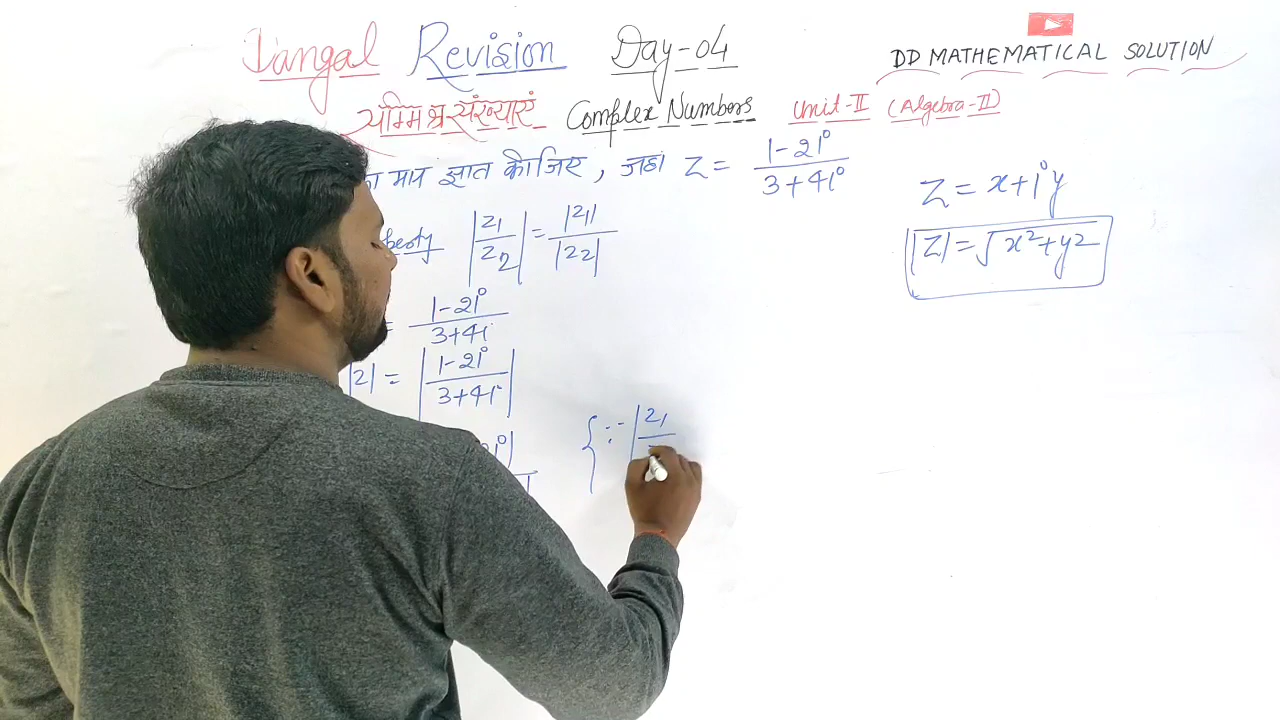 Jangal Revision Day-04
DD MATHEMATICAL SOLUTION
सम्मिश्र संख्याएं Complex Numbers Unit-II (Algebra-II)
ज्ञात कीजिए, जहां Z = (1-2i)/(3+4i)
Z = x+iy
|Z| = √(x²+y²)
|z1/z2| = |z1|/|z2|
= (1-2i)/(3+4i)
|z| = |(1-2i)/(3+4i)|
{ ∵ |z1